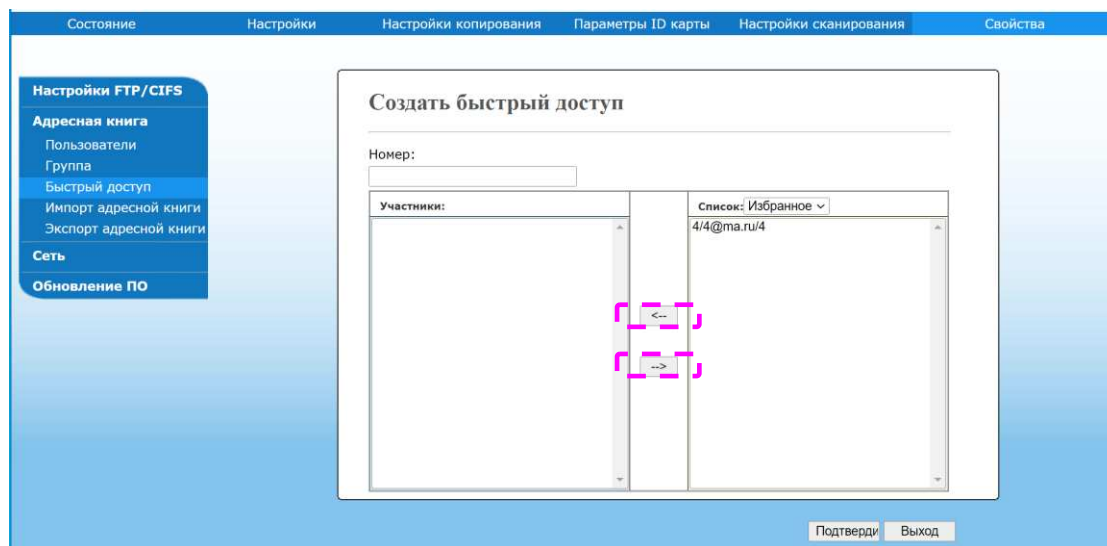 Состояние Настройки Настройки копирования Параметры ID карты Настройки сканирования Свойства
Настройки FTP/CIFS
Адресная книга
Пользователи
Группа
Быстрый доступ
Импорт адресной книги
Экспорт адресной книги
Сеть
Обновление ПО
Создать быстрый доступ
Номер:
Участники:
Список: Избранное
4/4@ma.ru/4
<--
-->
Подтверди Выход